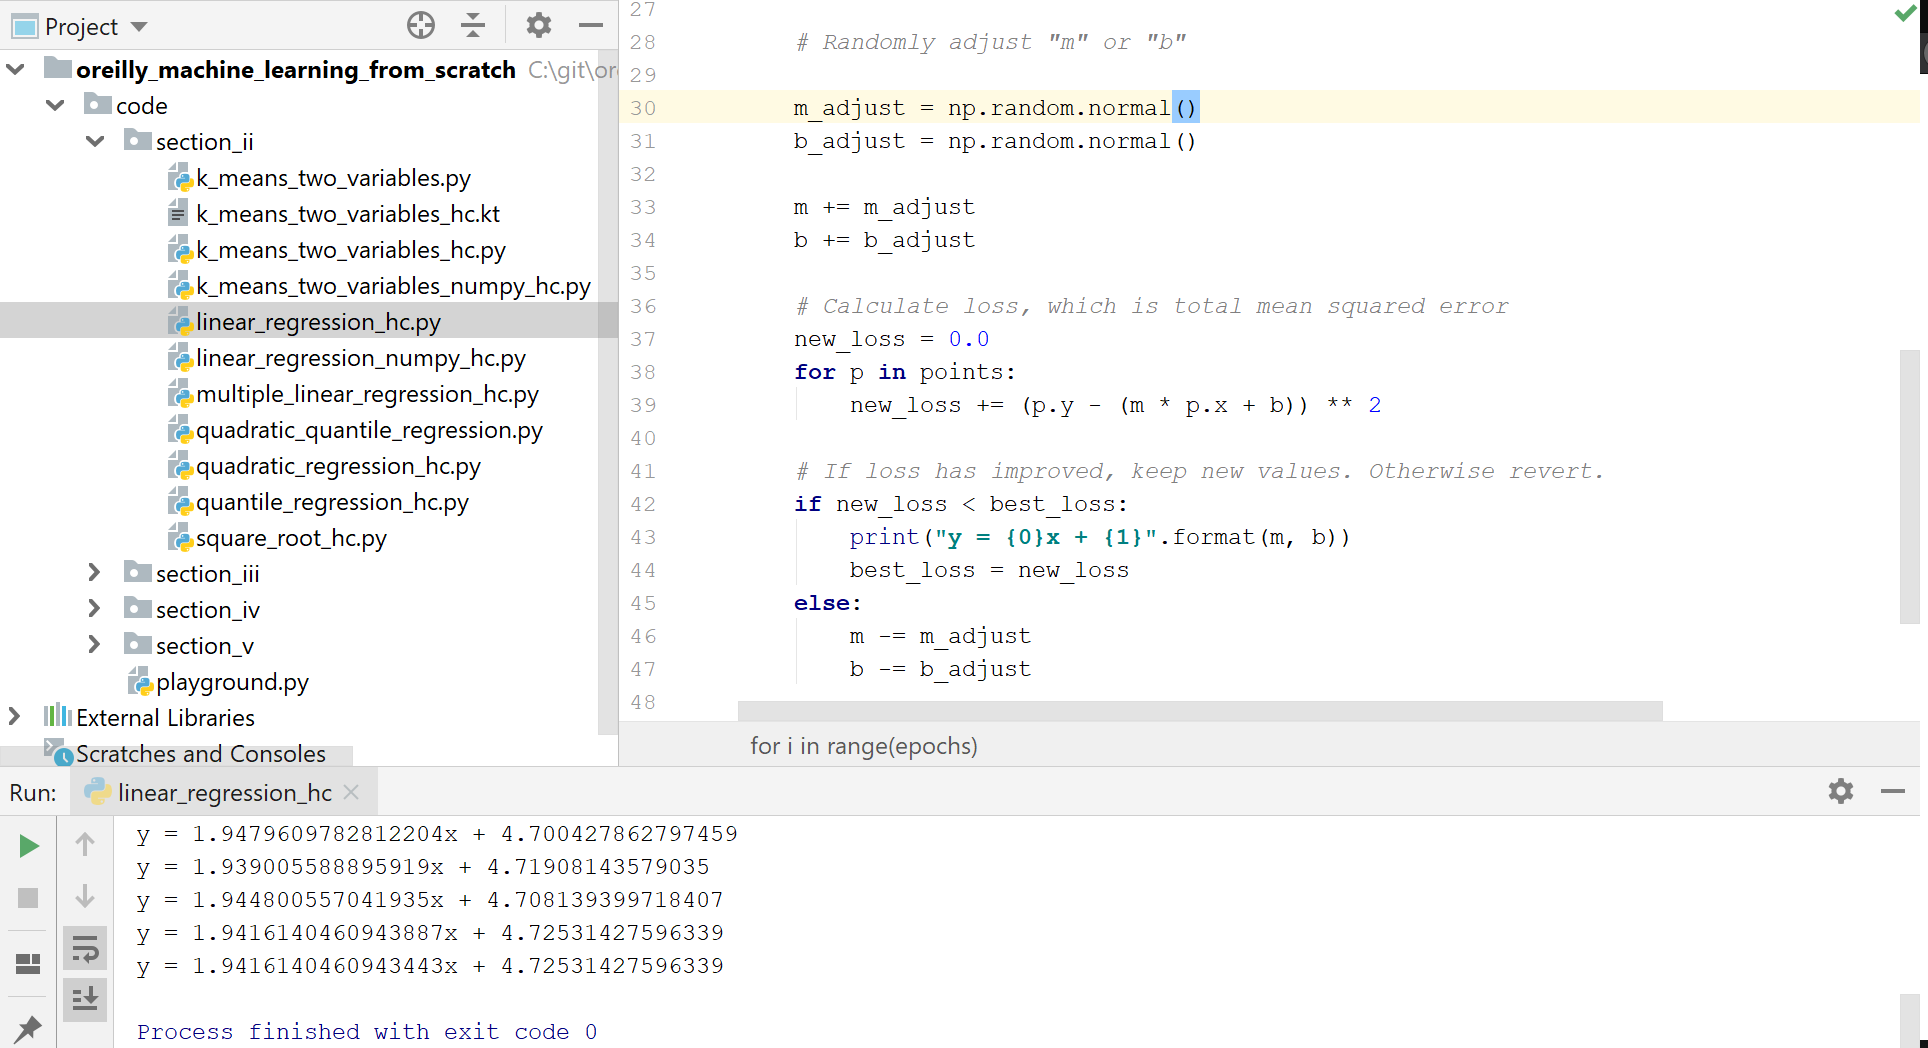 Project
oreilly_machine_learning_from_scratch C:\git\or
code
section_ii
k_means_two_variables.py
k_means_two_variables_hc.kt
k_means_two_variables_hc.py
k_means_two_variables_numpy_hc.py
linear_regression_hc.py
linear_regression_numpy_hc.py
multiple_linear_regression_hc.py
quadratic_quantile_regression.py
quadratic_regression_hc.py
quantile_regression_hc.py
square_root_hc.py
section_iii
section_iv
section_v
playground.py
External Libraries
Scratches and Consoles
27
28 # Randomly adjust "m" or "b"
29
30 m_adjust = np.random.normal()
31 b_adjust = np.random.normal()
32
33 m += m_adjust
34 b += b_adjust
35
36 # Calculate loss, which is total mean squared error
37 new_loss = 0.0
38 for p in points:
39 new_loss += (p.y - (m * p.x + b)) ** 2
40
41 # If loss has improved, keep new values. Otherwise revert.
42 if new_loss < best_loss:
43 print("y = {0}x + {1}".format(m, b))
44 best_loss = new_loss
45 else:
46 m -= m_adjust
47 b -= b_adjust
48
for i in range(epochs)
Run: linear_regression_hc
y = 1.9479609782812204x + 4.700427862797459
y = 1.939005588895919x + 4.71908143579035
y = 1.944800557041935x + 4.708139399718407
y = 1.9416140460943887x + 4.72531427596339
y = 1.9416140460943443x + 4.72531427596339
Process finished with exit code 0